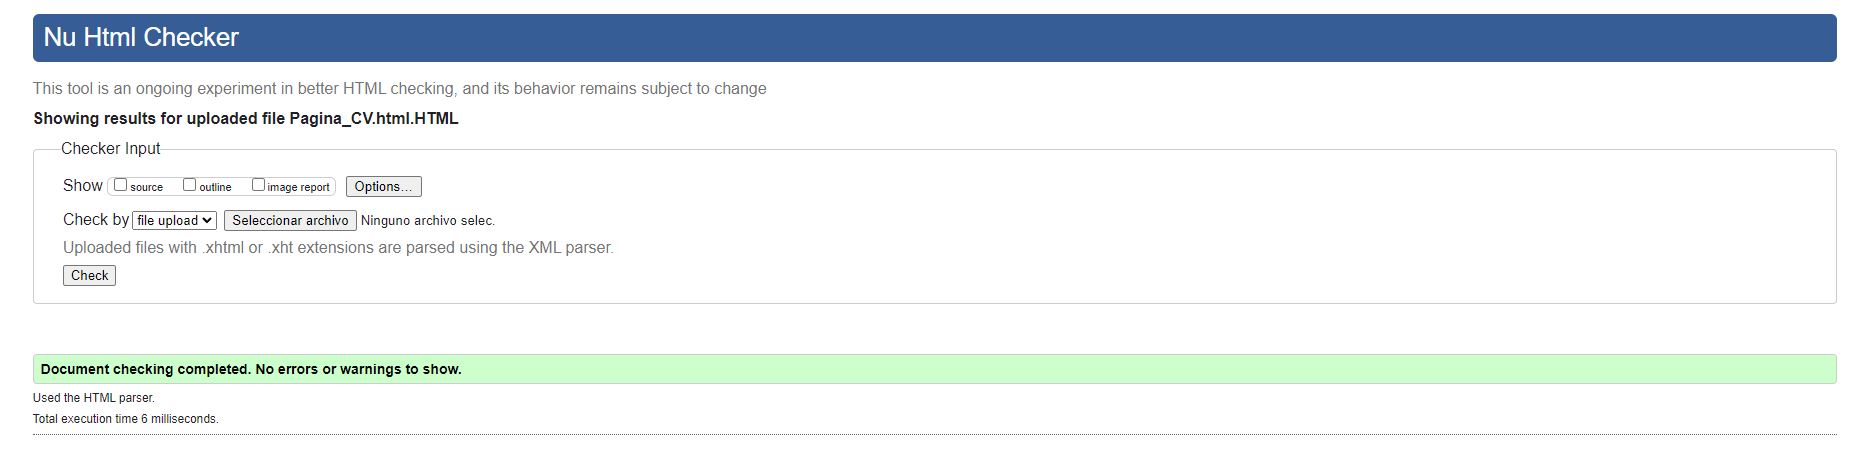 Nu Html Checker
This tool is an ongoing experiment in better HTML checking, and its behavior remains subject to change
Showing results for uploaded file Pagina_CV.html.HTML
Checker Input
Show source outline image report Options...
Check by file upload Seleccionar archivo Ninguno archivo selec.
Uploaded files with .xhtml or .xht extensions are parsed using the XML parser.
Check
Document checking completed. No errors or warnings to show.
Used the HTML parser.
Total execution time 6 milliseconds.